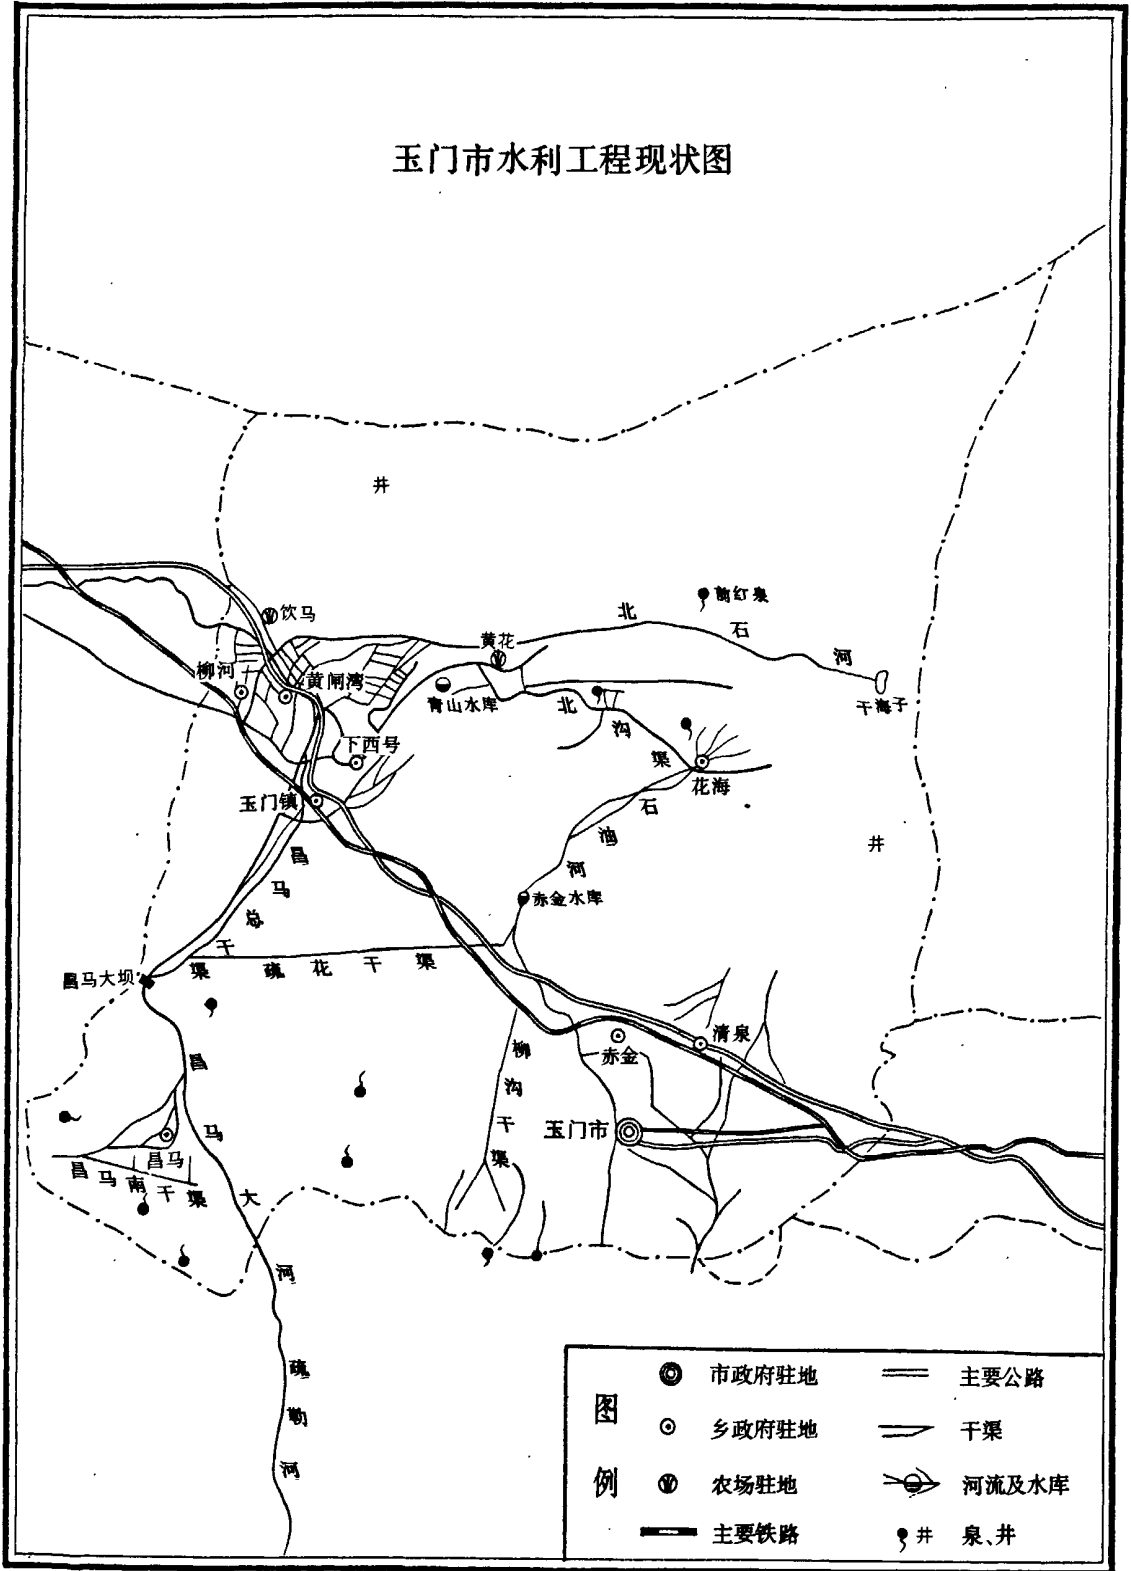 玉门市水利工程现状图
井
饮马
北石河
黄花
柳河
黄闸湾
青山水库
干海子
北沟渠
下西号
花海
玉门镇
石油河
井
昌马总干渠
赤金水库
疏花干渠
昌马大坝
清泉
赤金
柳沟干渠
玉门市
昌马大河
昌马
昌马南干渠
疏勒河
图例
市政府驻地
主要公路
乡政府驻地
干渠
农场驻地
河流及水库
主要铁路
井
泉、井